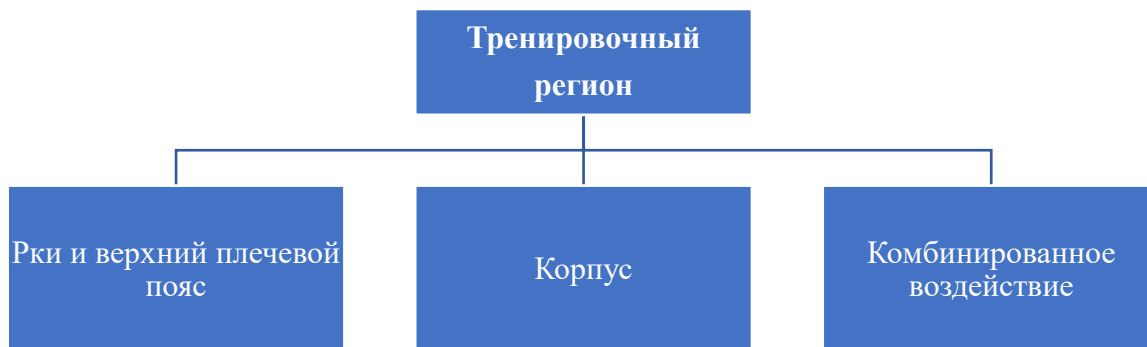 Тренировочный
регион
Рки и верхний плечевой
пояс
Корпус
Комбинированное
воздействие